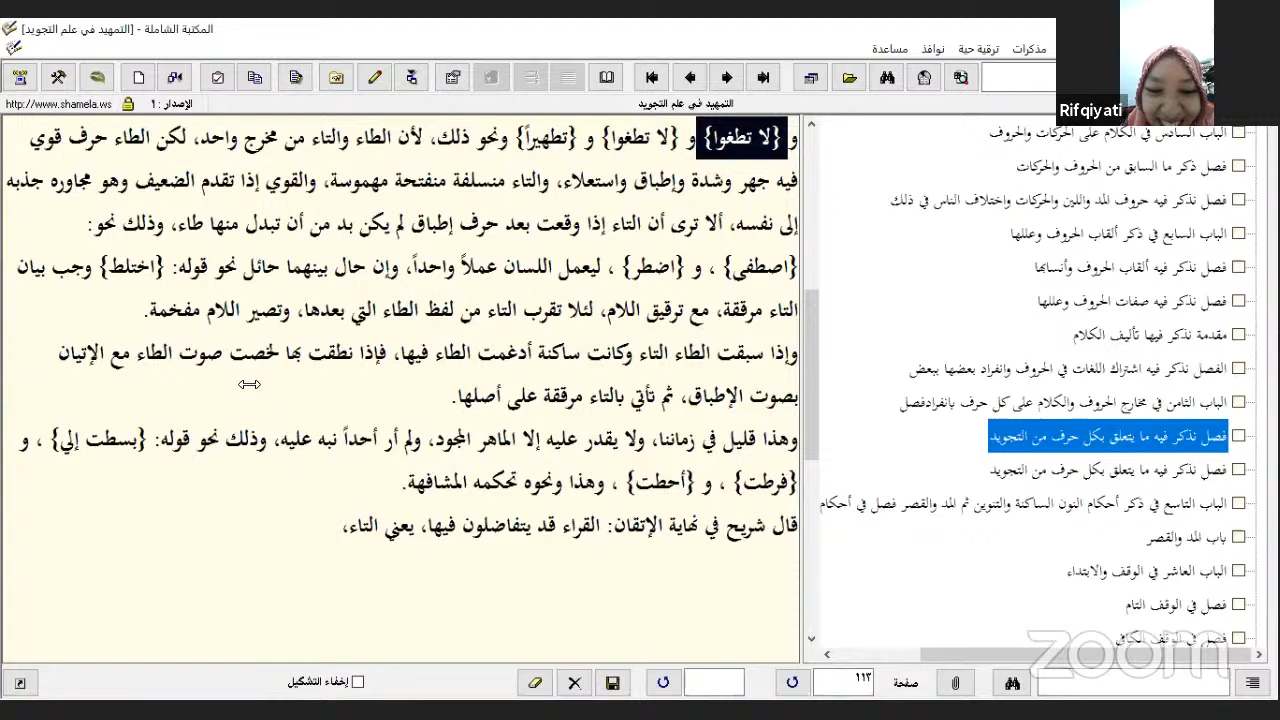 المكتبة الشاملة - [التمهيد في علم التجويد]
مذكرات ترقية حية نوافذ مساعدة
Rifqiyati
http://www.shamela.ws
الإصدار: ١
التمهيد في علم التجويد
و {لا تطغوا} و {لا تطغوا} و {تطهيراً} ونحو ذلك، لأن الطاء والتاء من مخرج واحد، لكن الطاء حرف قوي
فيه جهر وشدة وإطباق واستعلاء، والتاء منسلفة منفتحة مهموسة، والقوي إذا تقدم الضعيف وهو مجاوره جذبه
إلى نفسه، ألا ترى أن التاء إذا وقعت بعد حرف إطباق لم يكن بد من أن تبدل منها طاء، وذلك نحو:
{اصطفى} ، و {اضطر} ، ليعمل اللسان عملاً واحداً، وإن حال بينهما حائل نحو قوله: {اختلط} وجب بيان
التاء مرققة، مع ترقيق اللام، لئلا تقرب التاء من لفظ الطاء التي بعدها، وتصير اللام مفخمة.
وإذا سبقت الطاء التاء وكانت ساكنة أدغمت الطاء فيها، فإذا نطقت بها لخصت صوت الطاء مع الإتيان
بصوت الإطباق، ثم تأتي بالتاء مرققة على أصلها.
وهذا قليل في زماننا، ولا يقدر عليه إلا الماهر المجود، ولم أر أحداً نبه عليه، وذلك نحو قوله: {بسطت إلي} ، و
{فرطت} ، و {أحطت} ، وهذا ونحوه تحكمه المشافهة.
قال شريح في نهاية الإتقان: القراء قد يتفاضلون فيها، يعني التاء،
الباب السادس في الكلام على الحركات والحروف
فصل ذكر ما السابق من الحروف والحركات
فصل نذكر فيه حروف المد واللين والحركات واختلاف الناس في ذلك
الباب السابع في ذكر ألقاب الحروف وعللها
فصل نذكر فيه ألقاب الحروف وأنسابها
فصل نذكر فيه صفات الحروف وعللها
مقدمة نذكر فيها تأليف الكلام
الفصل نذكر فيه اشتراك اللغات في الحروف وانفراد بعضها ببعض
الباب الثامن في مخارج الحروف والكلام على كل حرف بانفرادفصل
فصل نذكر فيه ما يتعلق بكل حرف من التجويد
فصل نذكر فيه ما يتعلق بكل حرف من التجويد
الباب التاسع في ذكر أحكام النون الساكنة والتنوين ثم المد والقصر فصل في أحكام
باب المد والقصر
الباب العاشر في الوقف والابتداء
فصل في الوقف التام
فصل في الوقف الكافي
zoom
إخفاء التشكيل
صفحة ١١٣